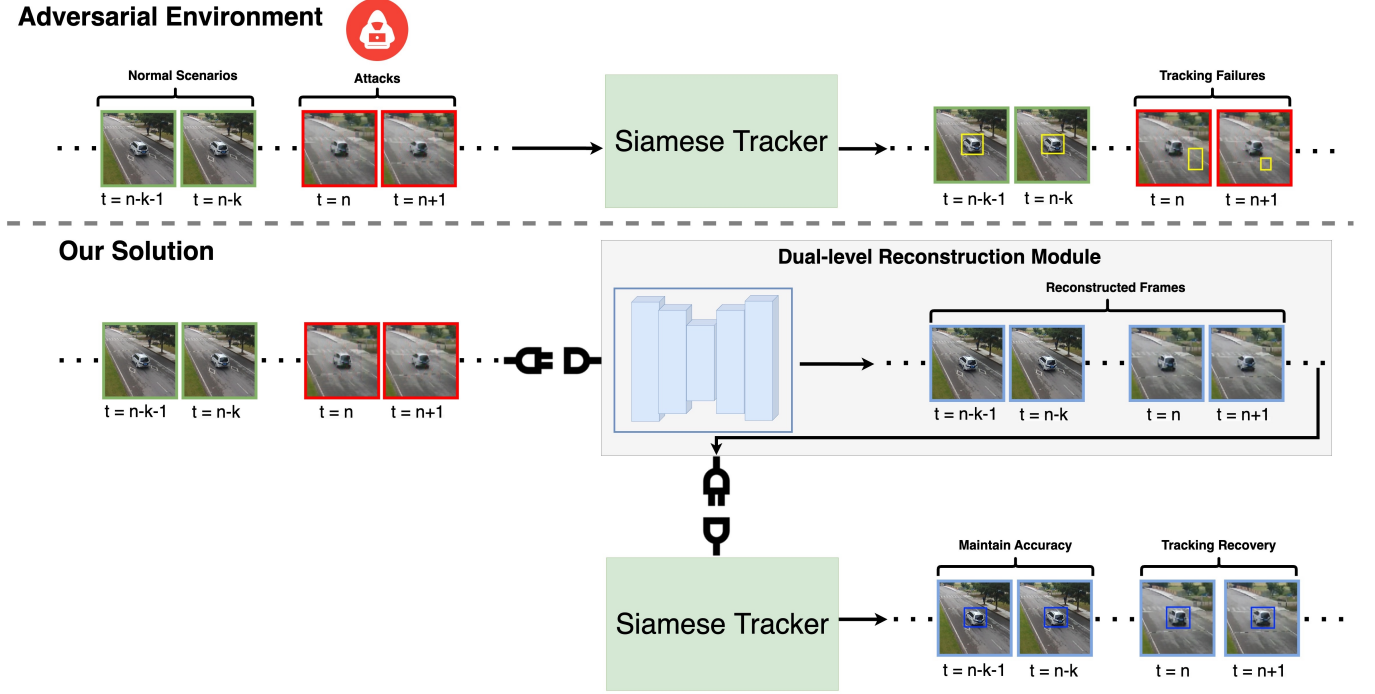 Adversarial Environment
Normal Scenarios
Attacks
Tracking Failures
Siamese Tracker
t = n-k-1
t = n-k
t = n
t = n+1
t = n-k-1
t = n-k
t = n
t = n+1
Our Solution
Dual-level Reconstruction Module
Reconstructed Frames
t = n-k-1
t = n-k
t = n
t = n+1
t = n-k-1
t = n-k
t = n
t = n+1
Maintain Accuracy
Tracking Recovery
Siamese Tracker
t = n-k-1
t = n-k
t = n
t = n+1